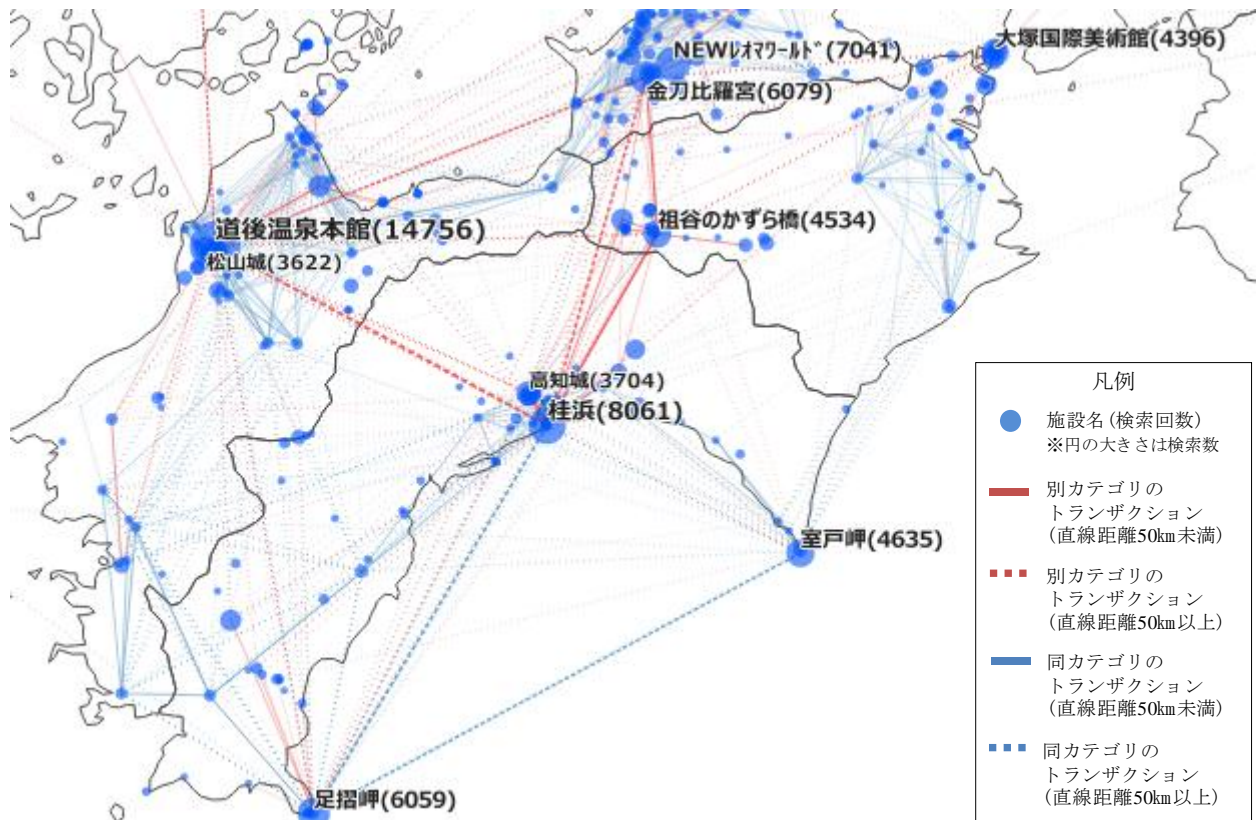 大塚国際美術館(4396)
NEWﾚｵﾏﾜｰﾙﾄﾞ(7041)
金刀比羅宮(6079)
祖谷のかずら橋(4534)
道後温泉本館(14756)
松山城(3622)
高知城(3704)
桂浜(8061)
室戸岬(4635)
足摺岬(6059)
凡例
施設名(検索回数)
※円の大きさは検索数
別カテゴリの
トランザクション
(直線距離50㎞未満)
別カテゴリの
トランザクション
(直線距離50㎞以上)
同カテゴリの
トランザクション
(直線距離50㎞未満)
同カテゴリの
トランザクション
(直線距離50㎞以上)